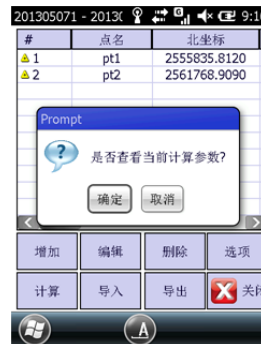 201305071 - 2013( 9:1
# 点名 北坐标
1 pt1 2555835.8120
2 pt2 2561768.9090
Prompt
是否查看当前计算参数?
确定 取消
增加 编辑 删除 选项
计算 导入 导出 关
A